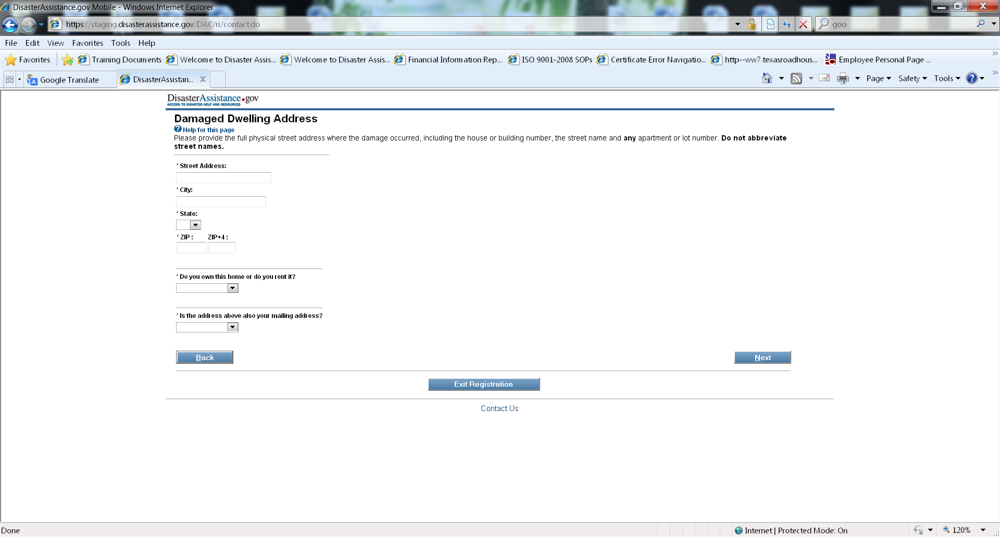 DisasterAssistance.gov Mobile - Windows Internet Explorer
https://staging.disasterassistance.gov/DAC/ri/contact.do
goo
File Edit View Favorites Tools Help
Favorites Training Documents Welcome to Disaster Assis... Welcome to Disaster Assis... Financial Information Rep... ISO 9001-2008 SOPs Certificate Error Navigatio... http--ww7.texasroadhous... Employee Personal Page ...
Google Translate DisasterAssistan... Page Safety Tools
DisasterAssistance.gov
ACCESS TO DISASTER HELP AND RESOURCES
Damaged Dwelling Address
Help for this page
Please provide the full physical street address where the damage occurred, including the house or building number, the street name and any apartment or lot number. Do not abbreviate
street names.
* Street Address:
* City:
* State:
* ZIP : ZIP+4 :
* Do you own this home or do you rent it?
* Is the address above also your mailing address?
Back Next
Exit Registration
Contact Us
Done Internet | Protected Mode: On 120%